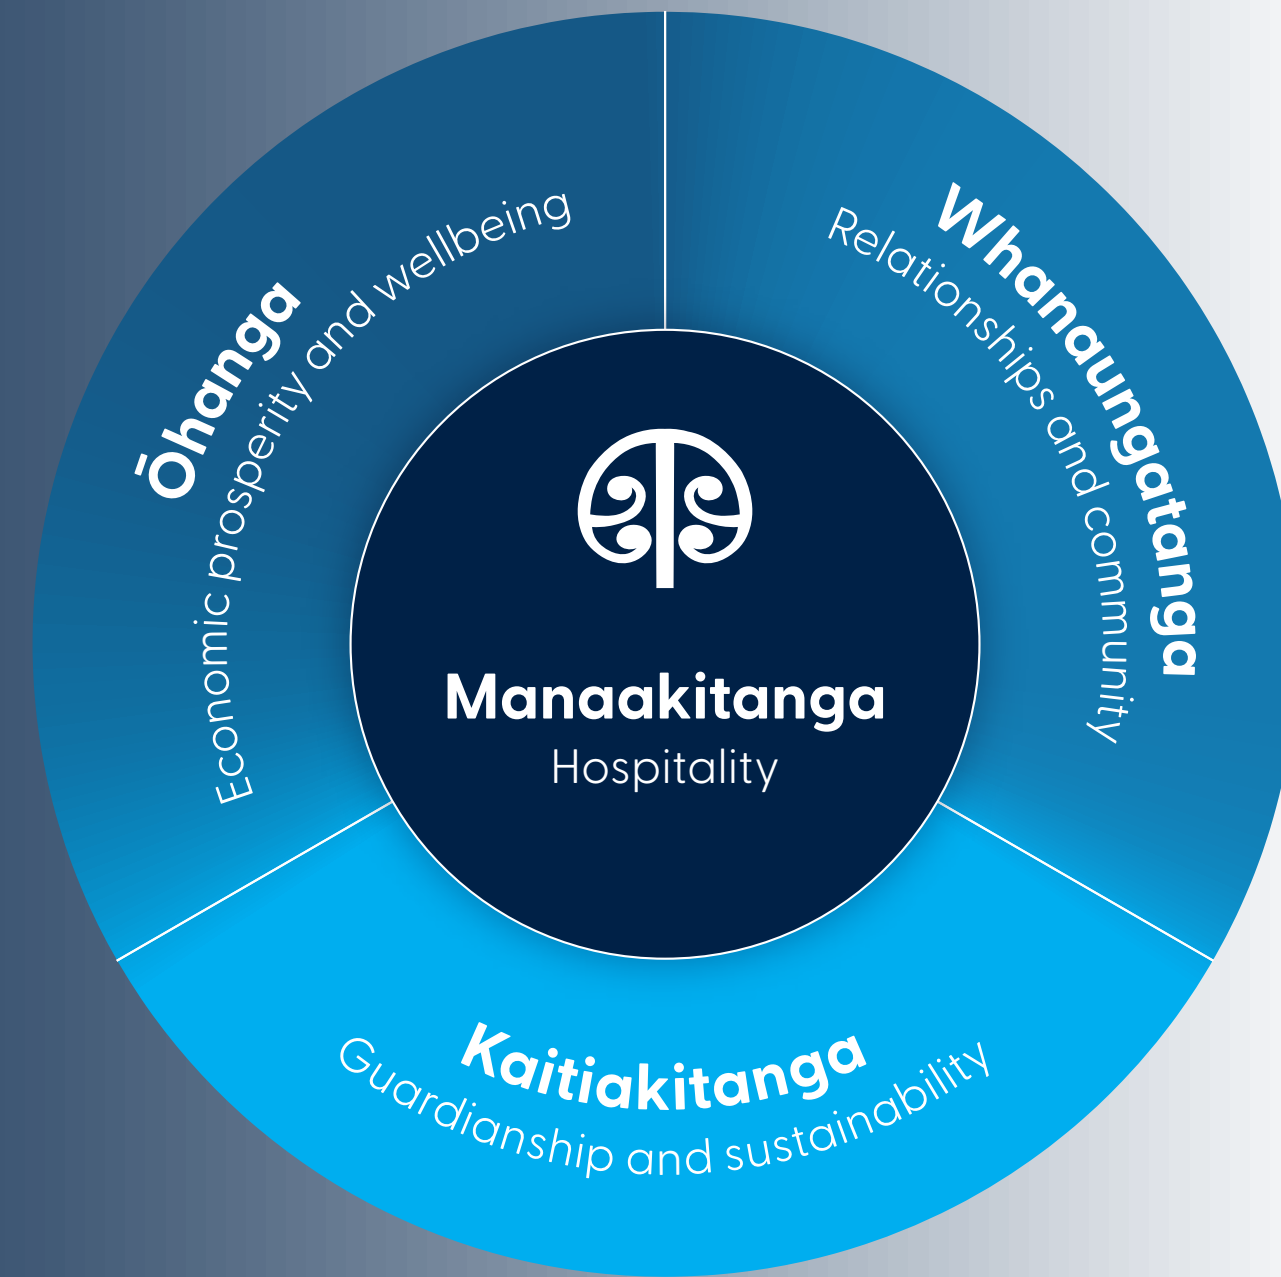 Ōhanga
Economic prosperity and wellbeing
Whanaungatanga
Relationships and community
Manaakitanga
Hospitality
Kaitiakitanga
Guardianship and sustainability